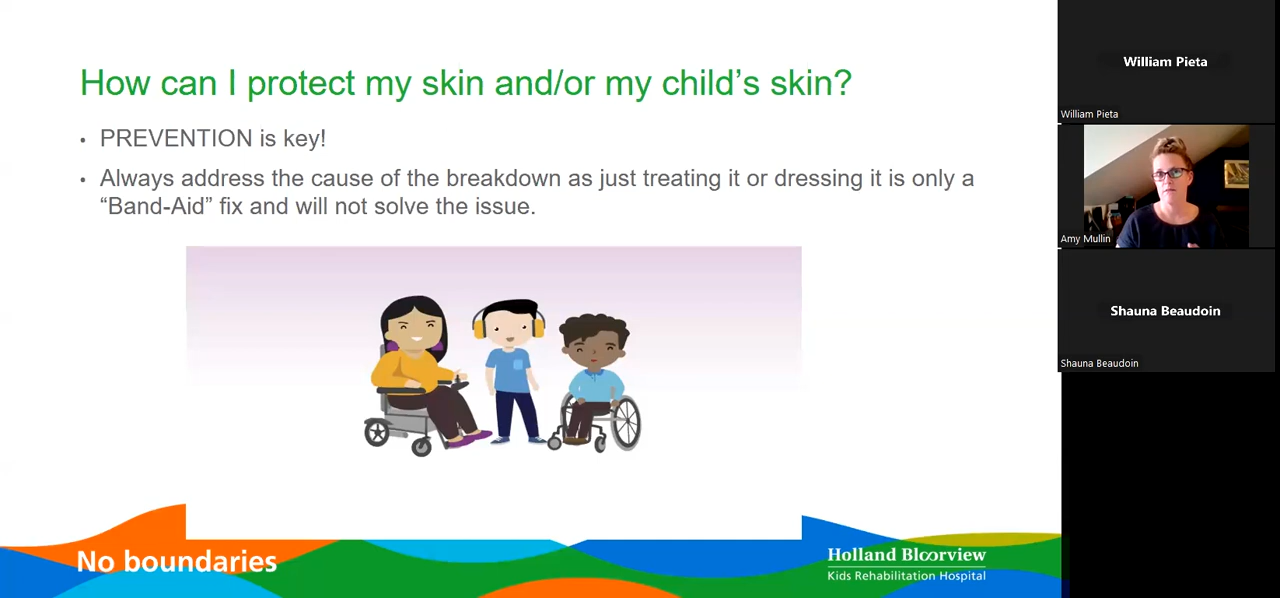 How can I protect my skin and/or my child’s skin?
• PREVENTION is key!
• Always address the cause of the breakdown as just treating it or dressing it is only a
“Band-Aid” fix and will not solve the issue.
No boundaries
Holland Bloorview
Kids Rehabilitation Hospital
William Pieta
William Pieta
Amy Mullin
Shauna Beaudoin
Shauna Beaudoin